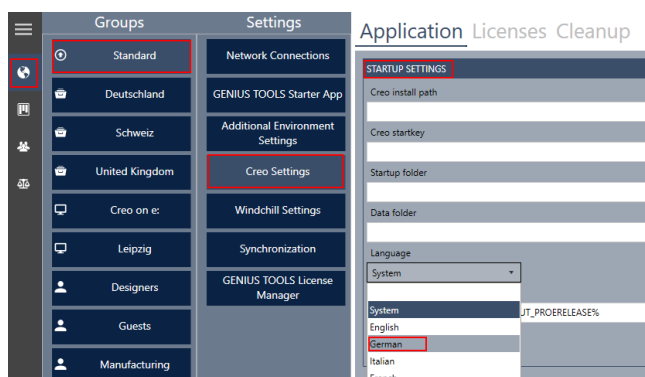 Groups
Standard
Deutschland
Schweiz
United Kingdom
Creo on e:
Leipzig
Designers
Guests
Manufacturing
Settings
Network Connections
GENIUS TOOLS Starter App
Additional Environment
Settings
Creo Settings
Windchill Settings
Synchronization
GENIUS TOOLS License
Manager
Application Licenses Cleanup
STARTUP SETTINGS
Creo install path
Creo startkey
Startup folder
Data folder
Language
System
System
UT_PROERELEASE%
English
German
Italian